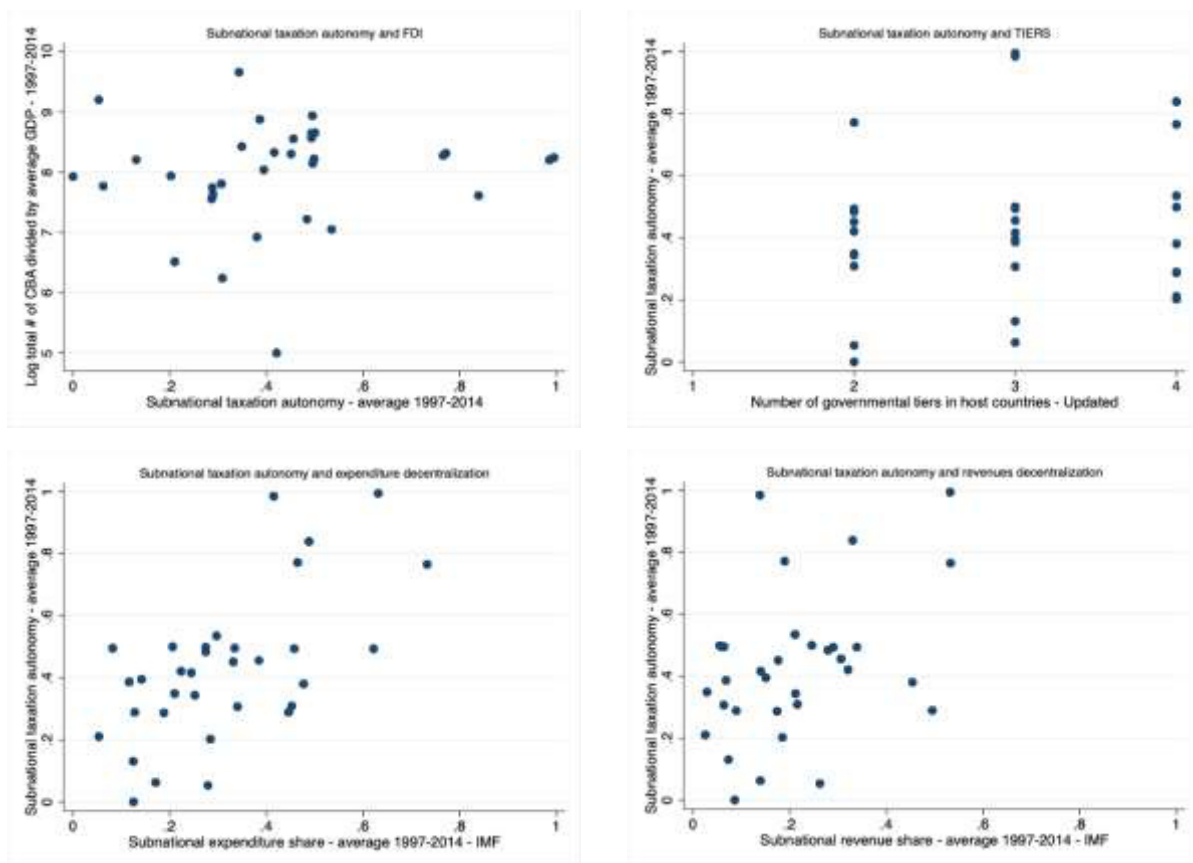 Subnational taxation autonomy and FDI
Log total # of CBA divided by average GDP - 1997-2014
10
9
8
7
6
5
0 .2 .4 .6 .8 1
Subnational taxation autonomy - average 1997-2014
Subnational taxation autonomy and TIERS
Subnational taxation autonomy - average 1997-2014
1
.8
.6
.4
.2
0
1 2 3 4
Number of governmental tiers in host countries - Updated
Subnational taxation autonomy and expenditure decentralization
Subnational taxation autonomy - average 1997-2014
1
.8
.6
.4
.2
0
0 .2 .4 .6 .8 1
Subnational expenditure share - average 1997-2014 - IMF
Subnational taxation autonomy and revenues decentralization
Subnational taxation autonomy - average 1997-2014
1
.8
.6
.4
.2
0
0 .2 .4 .6 .8 1
Subnational revenue share - average 1997-2014 - IMF